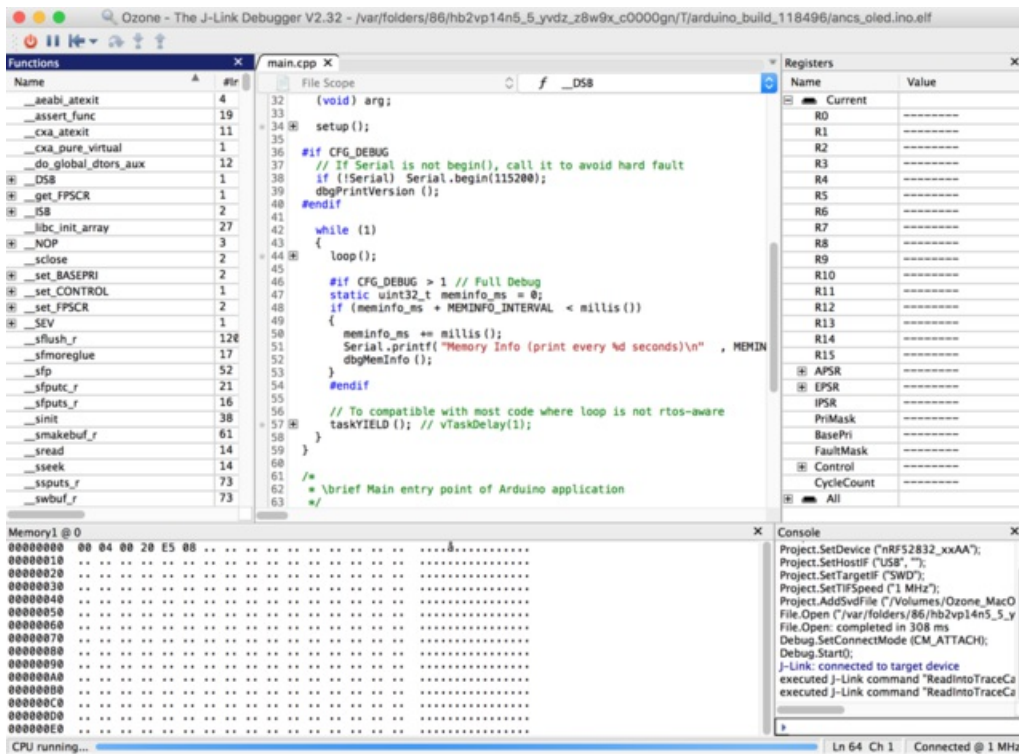 Ozone - The J-Link Debugger V2.32 - /var/folders/86/hb2vp14n5_5_yvdz_z8w9x_c0000gn/T/arduino_build_118496/ancs_oled.ino.elf
Functions
Name #Ir
__aeabi_atexit 4
__assert_func 19
__cxa_atexit 11
__cxa_pure_virtual 1
__do_global_dtors_aux 12
__DSB 1
__get_FPSCR 1
__ISB 2
__libc_init_array 27
__NOP 3
__sclose 2
__set_BASEPRI 2
__set_CONTROL 1
__set_FPSCR 2
__SEV 1
__sflush_r 120
__sfmoreglue 17
__sfp 52
__sfputc_r 21
__sfputs_r 16
__sinit 38
__smakebuf_r 61
__sread 14
__sseek 14
__ssputs_r 73
__swbuf_r 73
main.cpp
File Scope f __DSB
32 (void) arg;
33
34 setup();
35
36 #if CFG_DEBUG
37 // If Serial is not begin(), call it to avoid hard fault
38 if (!Serial) Serial.begin(115200);
39 dbgPrintVersion ();
40 #endif
41
42 while (1)
43 {
44 loop();
45
46 #if CFG_DEBUG > 1 // Full Debug
47 static uint32_t meminfo_ms = 0;
48 if (meminfo_ms + MEMINFO_INTERVAL < millis())
49 {
50 meminfo_ms += millis();
51 Serial.printf("Memory Info (print every %d seconds)\n" , MEMIN
52 dbgMemInfo ();
53 }
54 #endif
55
56 // To compatible with most code where loop is not rtos-aware
57 taskYIELD (); // vTaskDelay(1);
58 }
59 }
60
61 /*
62 * \brief Main entry point of Arduino application
63 */
Registers
Name Value
Current
R0 --------
R1 --------
R2 --------
R3 --------
R4 --------
R5 --------
R6 --------
R7 --------
R8 --------
R9 --------
R10 --------
R11 --------
R12 --------
R13 --------
R14 --------
R15 --------
APSR --------
EPSR --------
IPSR --------
PriMask --------
BasePri --------
FaultMask --------
Control --------
CycleCount --------
All
Memory1 @ 0
00000000 00 04 00 20 E5 08 .. .. .. .. .. .. .. .. .. .. ....å...........
00000010 .. .. .. .. .. .. .. .. .. .. .. .. .. .. .. .. ................
00000020 .. .. .. .. .. .. .. .. .. .. .. .. .. .. .. .. ................
00000030 .. .. .. .. .. .. .. .. .. .. .. .. .. .. .. .. ................
00000040 .. .. .. .. .. .. .. .. .. .. .. .. .. .. .. .. ................
00000050 .. .. .. .. .. .. .. .. .. .. .. .. .. .. .. .. ................
00000060 .. .. .. .. .. .. .. .. .. .. .. .. .. .. .. .. ................
00000070 .. .. .. .. .. .. .. .. .. .. .. .. .. .. .. .. ................
00000080 .. .. .. .. .. .. .. .. .. .. .. .. .. .. .. .. ................
00000090 .. .. .. .. .. .. .. .. .. .. .. .. .. .. .. .. ................
000000A0 .. .. .. .. .. .. .. .. .. .. .. .. .. .. .. .. ................
000000B0 .. .. .. .. .. .. .. .. .. .. .. .. .. .. .. .. ................
000000C0 .. .. .. .. .. .. .. .. .. .. .. .. .. .. .. .. ................
000000D0 .. .. .. .. .. .. .. .. .. .. .. .. .. .. .. .. ................
000000E0 .. .. .. .. .. .. .. .. .. .. .. .. .. .. .. .. ................
Console
Project.SetDevice ("nRF52832_xxAA");
Project.SetHostIF ("USB", "");
Project.SetTargetIF ("SWD");
Project.SetTIFSpeed ("1 MHz");
Project.AddSvdFile ("/Volumes/Ozone_MacO
File.Open ("/var/folders/86/hb2vp14n5_5_y
File.Open: completed in 308 ms
Debug.SetConnectMode (CM_ATTACH);
Debug.Start();
J-Link: connected to target device
executed J-Link command "ReadIntoTraceCa
executed J-Link command "ReadIntoTraceCa
CPU running... Ln 64 Ch 1 Connected @ 1 MHz